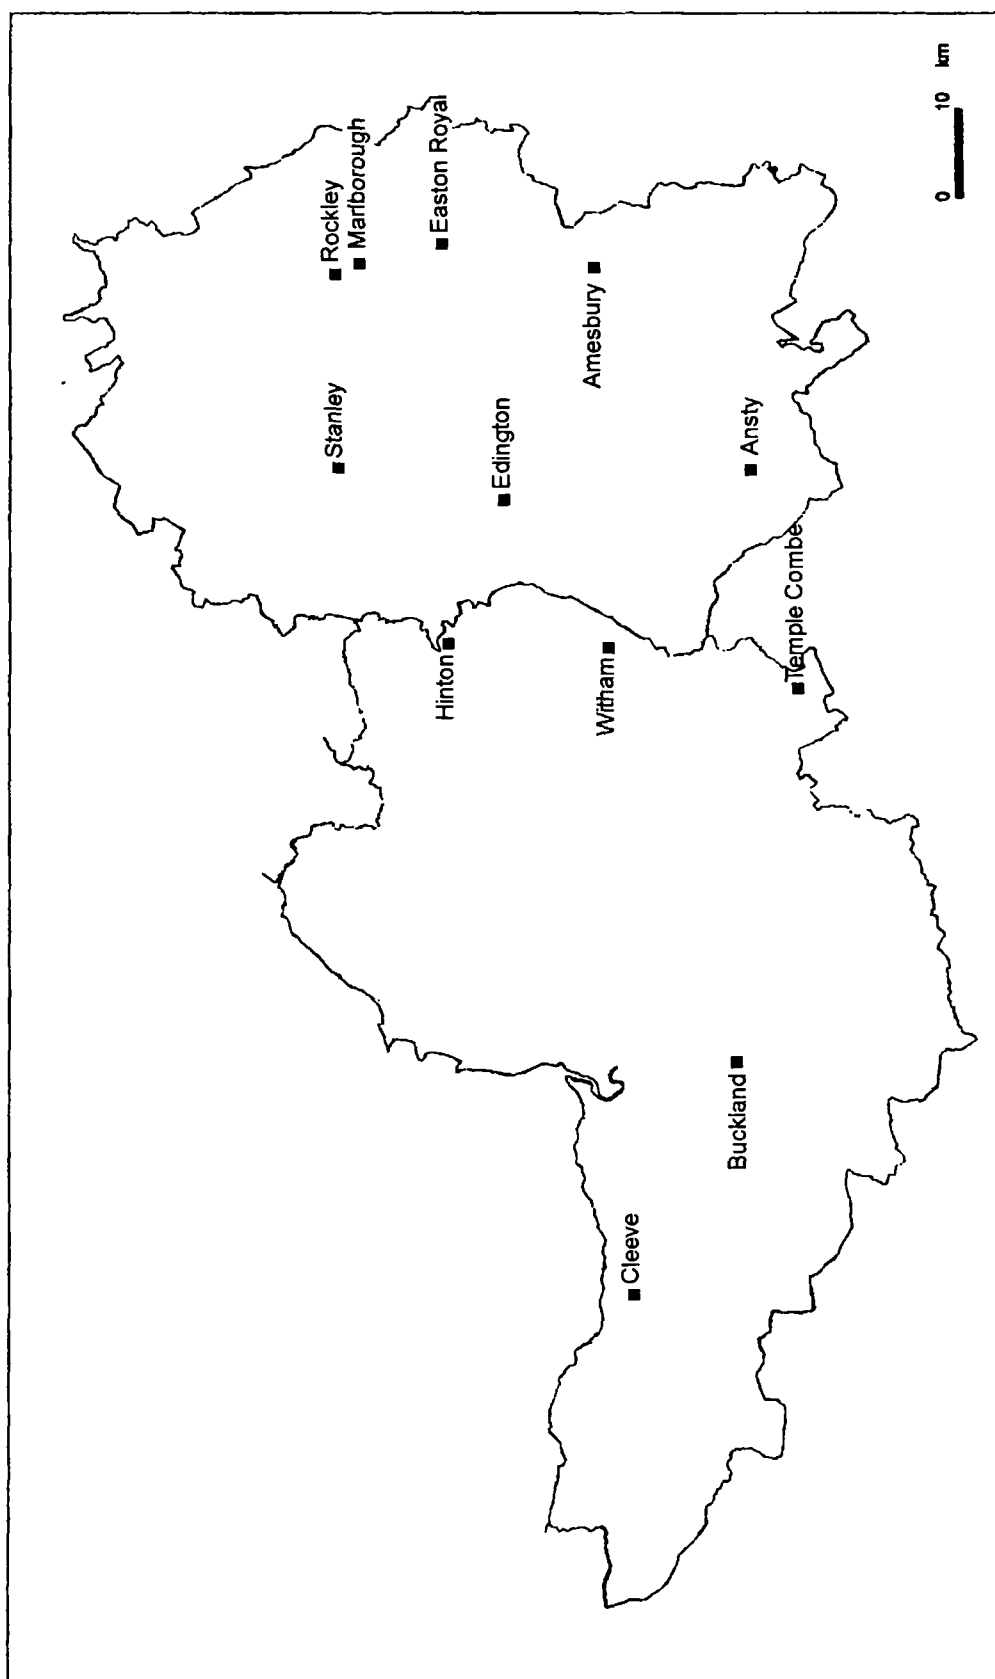 Rockley
Marlborough
Stanley
Easton Royal
Hinton
Edington
Amesbury
Witham
Cleeve
Buckland
Ansty
Temple Combe
0 10 km